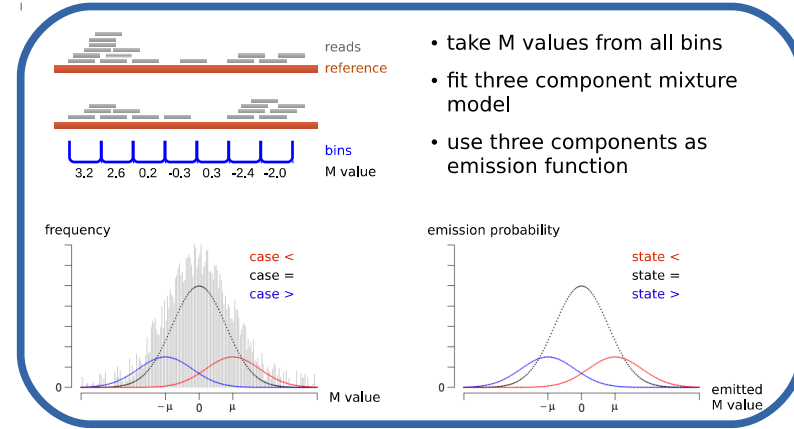 reads
reference
bins
3.2 2.6 0.2 -0.3 0.3 -2.4 -2.0 M value
• take M values from all bins
• fit three component mixture
model
• use three components as
emission function
frequency
case <
case =
case >
0
−μ 0 μ
M value
emission probability
state <
state =
state >
0
−μ 0 μ
emitted
M value